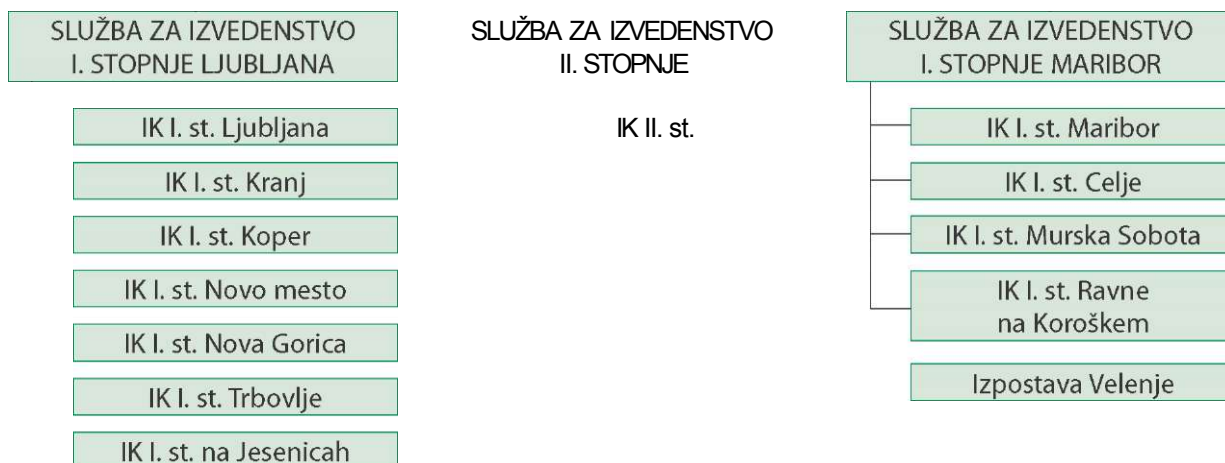 SLUŽBA ZA IZVEDENSTVO
I. STOPNJE LJUBLJANA
IK I. st. Ljubljana
IK I. st. Kranj
IK I. st. Koper
IK I. st. Novo mesto
IK I. st. Nova Gorica
IK I. st. Trbovlje
IK I. st. na Jesenicah
SLUŽBA ZA IZVEDENSTVO
II. STOPNJE
IK II. st.
SLUŽBA ZA IZVEDENSTVO
I. STOPNJE MARIBOR
IK I. st. Maribor
IK I. st. Celje
IK I. st. Murska Sobota
IK I. st. Ravne
na Koroškem
Izpostava Velenje